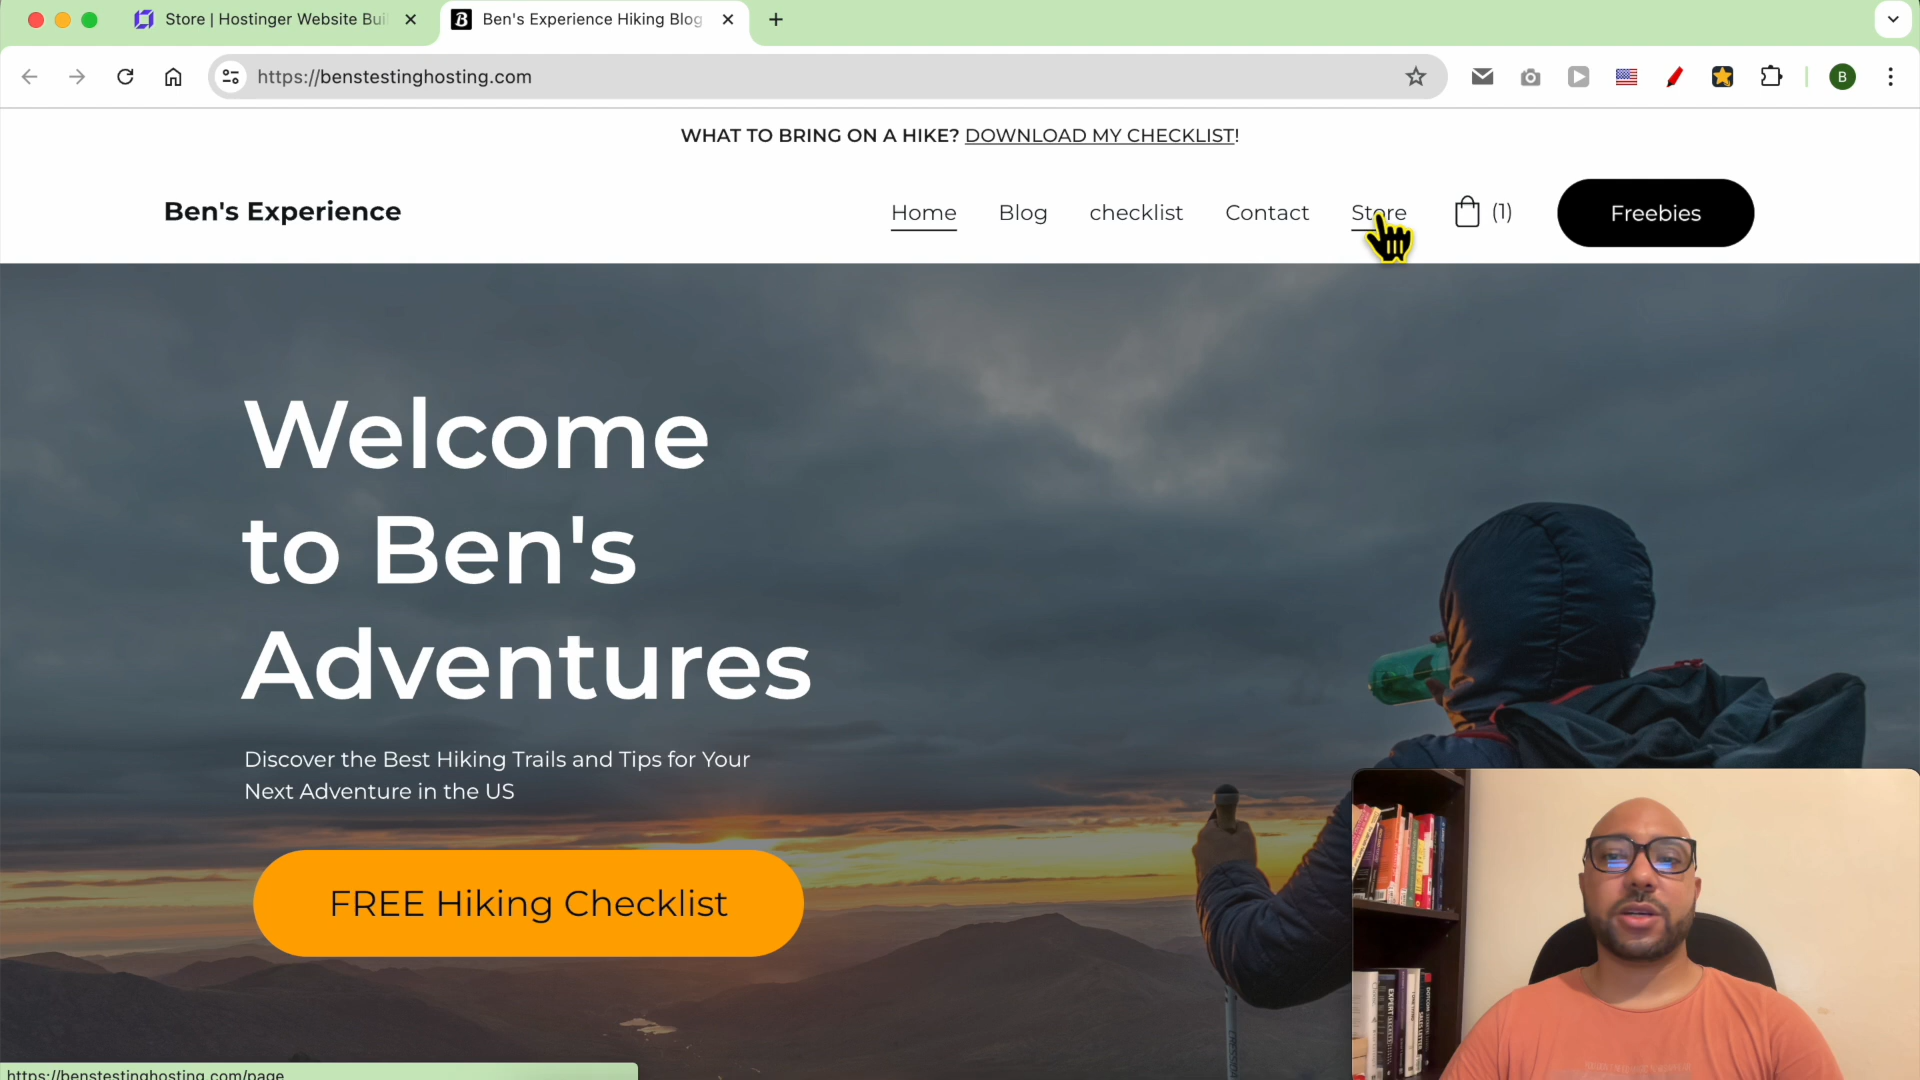 Store | Hostinger Website Bui
Ben's Experience Hiking Blog
https://benstestinghosting.com
B
WHAT TO BRING ON A HIKE? DOWNLOAD MY CHECKLIST!
Ben's Experience
Home
Blog
checklist
Contact
Store
(1)
Freebies
Welcome
to Ben's
Adventures
Discover the Best Hiking Trails and Tips for Your
Next Adventure in the US
FREE Hiking Checklist
https://benstestinghosting.com/page